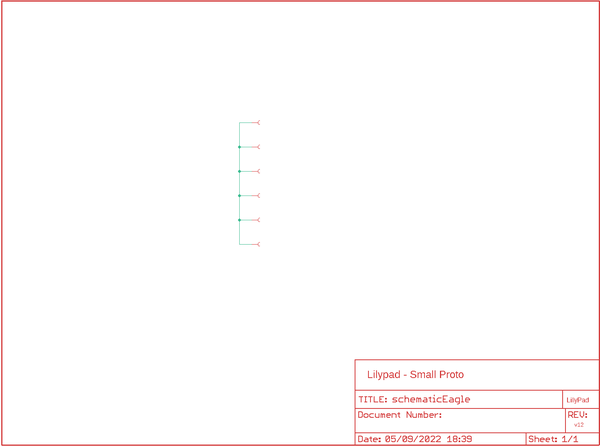 Lilypad - Small Proto
TITLE: schematicEagle
LilyPad
Document Number:
REV:
v12
Date: 05/09/2022 18:39
Sheet: 1/1